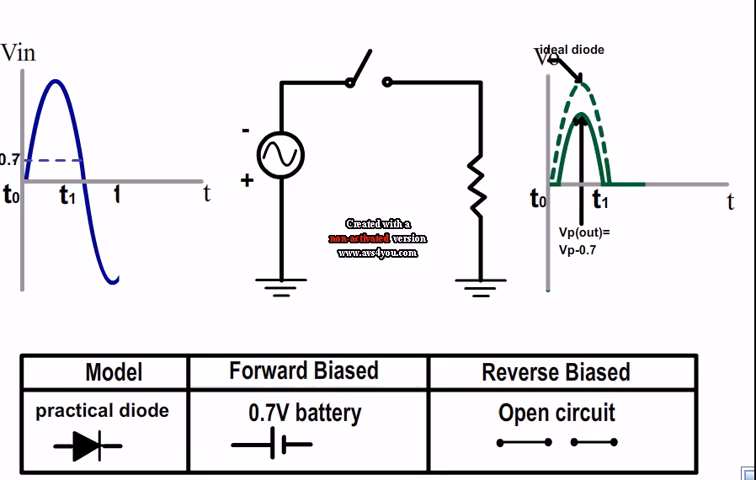 Vin
0.7
t0
t1
t
-
+
Created with a
non-activated version
www.avs4you.com
ideal diode
t0
t1
t
Vp(out)=
Vp-0.7
Model
Forward Biased
Reverse Biased
practical diode
0.7V battery
Open circuit